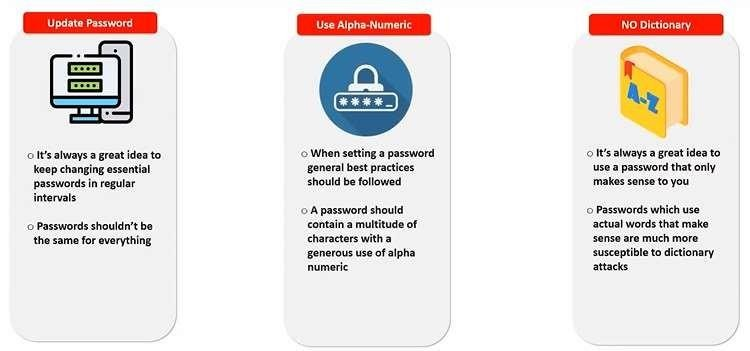 Update Password
○ It's always a great idea to
keep changing essential
passwords in regular
intervals
○ Passwords shouldn't be
the same for everything
Use Alpha-Numeric
****_
○ When setting a password
general best practices
should be followed
○ A password should
contain a multitude of
characters with a
generous use of alpha
numeric
NO Dictionary
A-Z
○ It's always a great idea to
use a password that only
makes sense to you
○ Passwords which use
actual words that make
sense are much more
susceptible to dictionary
attacks